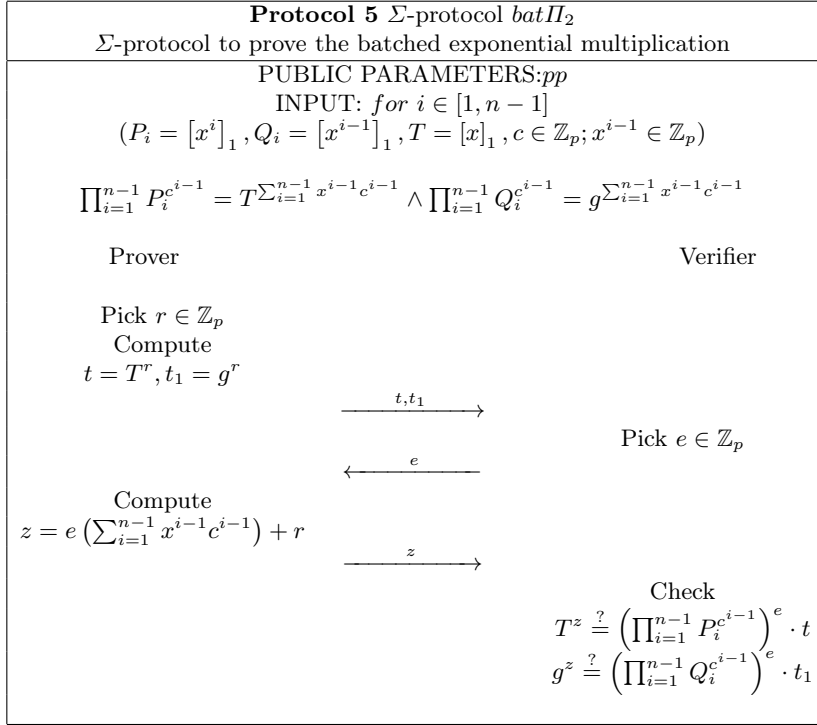 Protocol 5 Σ-protocol batΠ₂
Σ-protocol to prove the batched exponential multiplication
PUBLIC PARAMETERS:pp
INPUT: for i ∈ [1, n − 1]
(P_i = [x^i]_1, Q_i = [x^{i−1}]_1, T = [x]_1, c ∈ ℤ_p; x^{i−1} ∈ ℤ_p)
∏_{i=1}^{n−1} P_i^{c^{i−1}} = T^{∑_{i=1}^{n−1} x^{i−1}c^{i−1}} ∧ ∏_{i=1}^{n−1} Q_i^{c^{i−1}} = g^{∑_{i=1}^{n−1} x^{i−1}c^{i−1}}
Prover Verifier
Pick r ∈ ℤ_p
Compute
t = T^r, t_1 = g^r
t,t_1
Pick e ∈ ℤ_p
e
Compute
z = e (∑_{i=1}^{n−1} x^{i−1}c^{i−1}) + r
z
Check
T^z ≟ (∏_{i=1}^{n−1} P_i^{c^{i−1}})^e · t
g^z ≟ (∏_{i=1}^{n−1} Q_i^{c^{i−1}})^e · t_1